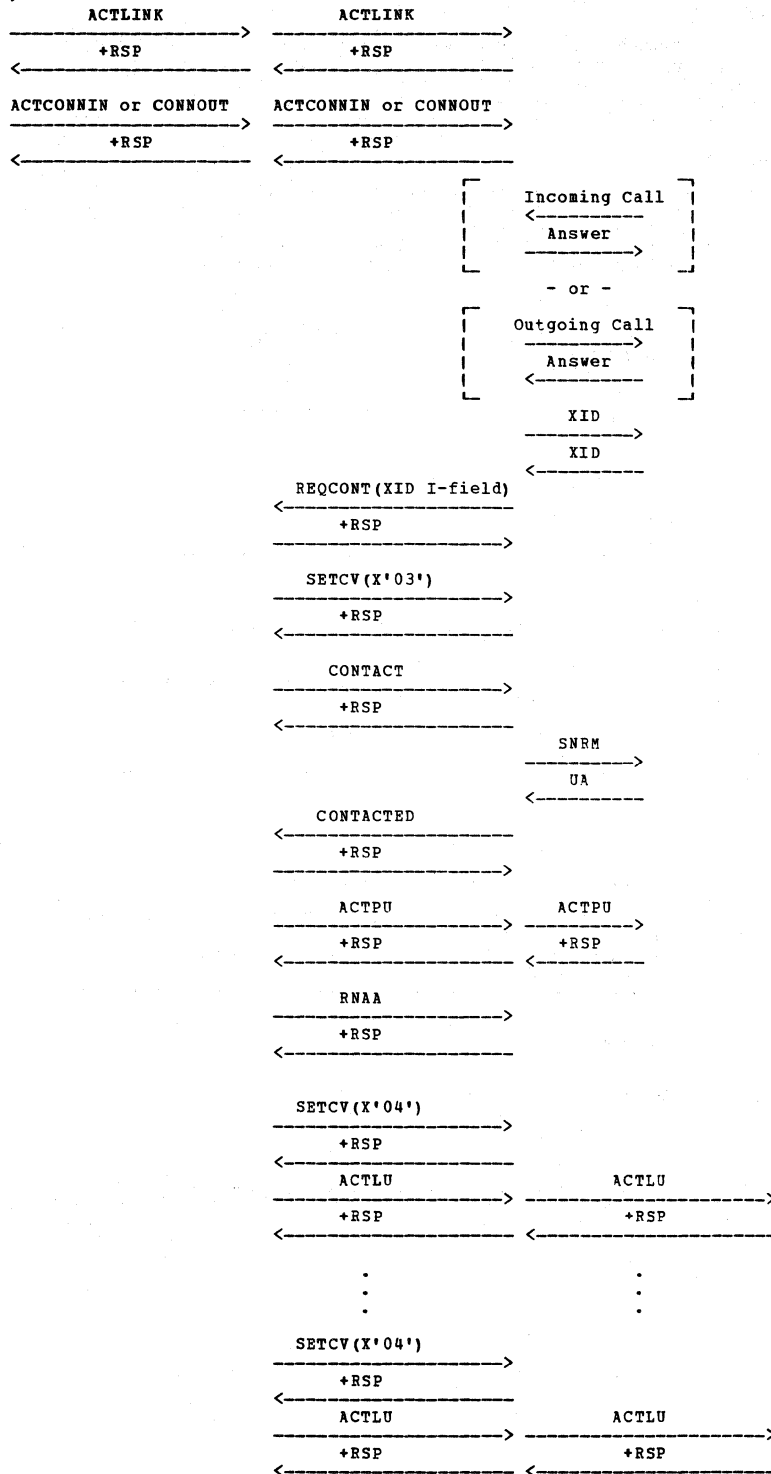 ACTLINK ACTLINK
+RSP +RSP
ACTCONNIN or CONNOUT ACTCONNIN or CONNOUT
+RSP +RSP
Incoming Call
Answer
- or -
Outgoing Call
Answer
XID
XID
REQCONT(XID I-field)
+RSP
SETCV(X'03')
+RSP
CONTACT
+RSP
SNRM
UA
CONTACTED
+RSP
ACTPU ACTPU
+RSP +RSP
RNAA
+RSP
SETCV(X'04')
+RSP
ACTLU ACTLU
+RSP +RSP
SETCV(X'04')
+RSP
ACTLU ACTLU
+RSP +RSP